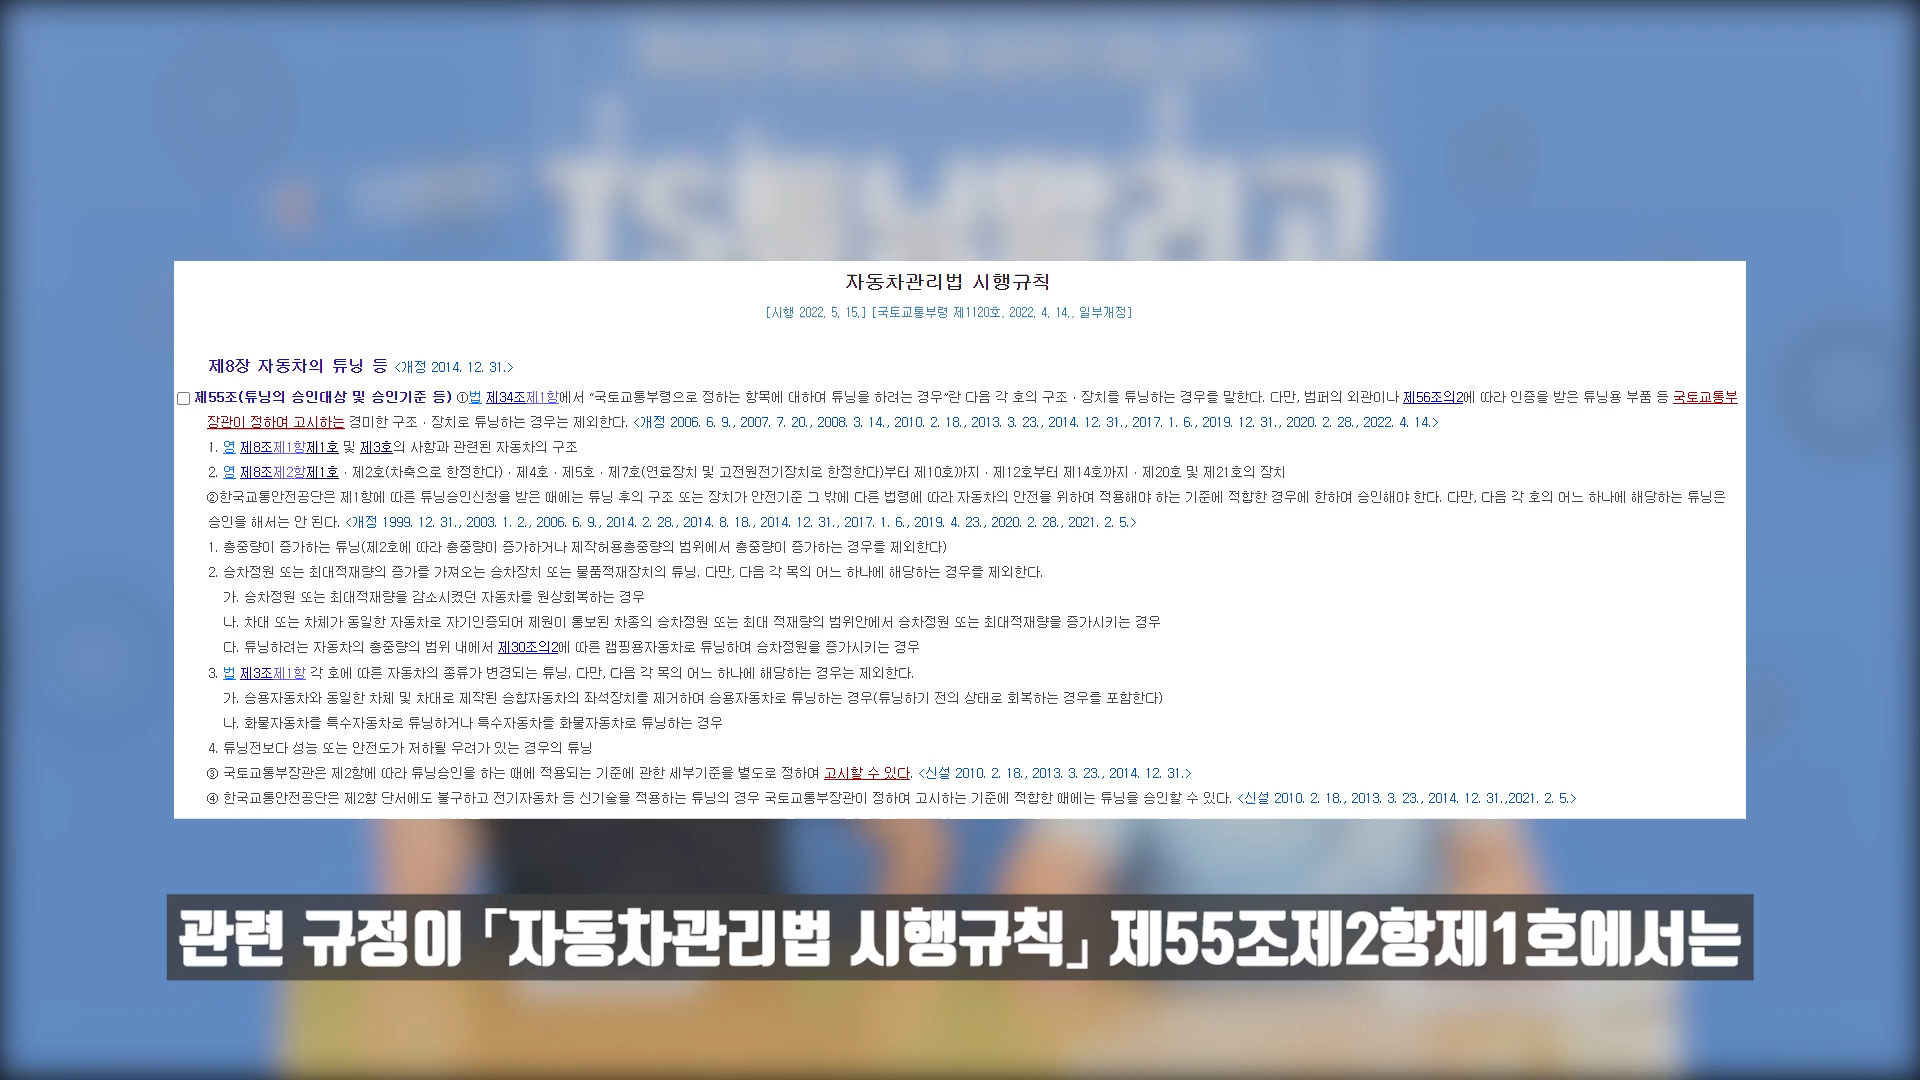 자동차관리법 시행규칙
[시행 2022. 5. 15.] [국토교통부령 제1120호, 2022. 4. 14., 일부개정]
제8장 자동차의 튜닝 등 <개정 2014. 12. 31.>
제55조(튜닝의 승인대상 및 승인기준 등) ①법 제34조제1항에서 “국토교통부령으로 정하는 항목에 대하여 튜닝을 하려는 경우”란 다음 각 호의 구조ㆍ장치를 튜닝하는 경우를 말한다. 다만, 범퍼의 외관이나 제56조의2에 따라 인증을 받은 튜닝용 부품 등 국토교통부
장관이 정하여 고시하는 경미한 구조ㆍ장치로 튜닝하는 경우는 제외한다. <개정 2006. 6. 9., 2007. 7. 20., 2008. 3. 14., 2010. 2. 18., 2013. 3. 23., 2014. 12. 31., 2017. 1. 6., 2019. 12. 31., 2020. 2. 28., 2022. 4. 14.>
1. 영 제8조제1항제1호 및 제3호의 사항과 관련된 자동차의 구조
2. 영 제8조제2항제1호ㆍ제2호(차축으로 한정한다)ㆍ제4호ㆍ제5호ㆍ제7호(연료장치 및 고전원전기장치로 한정한다)부터 제10호까지ㆍ제12호부터 제14호까지ㆍ제20호 및 제21호의 장치
②한국교통안전공단은 제1항에 따른 튜닝승인신청을 받은 때에는 튜닝 후의 구조 또는 장치가 안전기준 그 밖에 다른 법령에 따라 자동차의 안전을 위하여 적용해야 하는 기준에 적합한 경우에 한하여 승인해야 한다. 다만, 다음 각 호의 어느 하나에 해당하는 튜닝은
승인을 해서는 안 된다. <개정 1999. 12. 31., 2003. 1. 2., 2006. 6. 9., 2014. 2. 28., 2014. 8. 18., 2014. 12. 31., 2017. 1. 6., 2019. 4. 23., 2020. 2. 28., 2021. 2. 5.>
1. 총중량이 증가하는 튜닝(제2호에 따라 총중량이 증가하거나 제작허용총중량의 범위에서 총중량이 증가하는 경우를 제외한다)
2. 승차정원 또는 최대적재량의 증가를 가져오는 승차장치 또는 물품적재장치의 튜닝. 다만, 다음 각 목의 어느 하나에 해당하는 경우를 제외한다.
가. 승차정원 또는 최대적재량을 감소시켰던 자동차를 원상회복하는 경우
나. 차대 또는 차체가 동일한 자동차로 자기인증되어 제원이 통보된 차종의 승차정원 또는 최대 적재량의 범위안에서 승차정원 또는 최대적재량을 증가시키는 경우
다. 튜닝하려는 자동차의 총중량의 범위 내에서 제30조의2에 따른 캠핑용자동차로 튜닝하여 승차정원을 증가시키는 경우
3. 법 제3조제1항 각 호에 따른 자동차의 종류가 변경되는 튜닝. 다만, 다음 각 목의 어느 하나에 해당하는 경우는 제외한다.
가. 승용자동차와 동일한 차체 및 차대로 제작된 승합자동차의 좌석장치를 제거하여 승용자동차로 튜닝하는 경우(튜닝하기 전의 상태로 회복하는 경우를 포함한다)
나. 화물자동차를 특수자동차로 튜닝하거나 특수자동차를 화물자동차로 튜닝하는 경우
4. 튜닝전보다 성능 또는 안전도가 저하될 우려가 있는 경우의 튜닝
③ 국토교통부장관은 제2항에 따라 튜닝승인을 하는 때에 적용되는 기준에 관한 세부기준을 별도로 정하여 고시할 수 있다. <신설 2010. 2. 18., 2013. 3. 23., 2014. 12. 31.>
④ 한국교통안전공단은 제2항 단서에도 불구하고 전기자동차 등 신기술을 적용하는 튜닝의 경우 국토교통부장관이 정하여 고시하는 기준에 적합한 때에는 튜닝을 승인할 수 있다. <신설 2010. 2. 18., 2013. 3. 23., 2014. 12. 31.,2021. 2. 5.>
관련 규정이 「자동차관리법 시행규칙」 제55조제2항제1호에서는